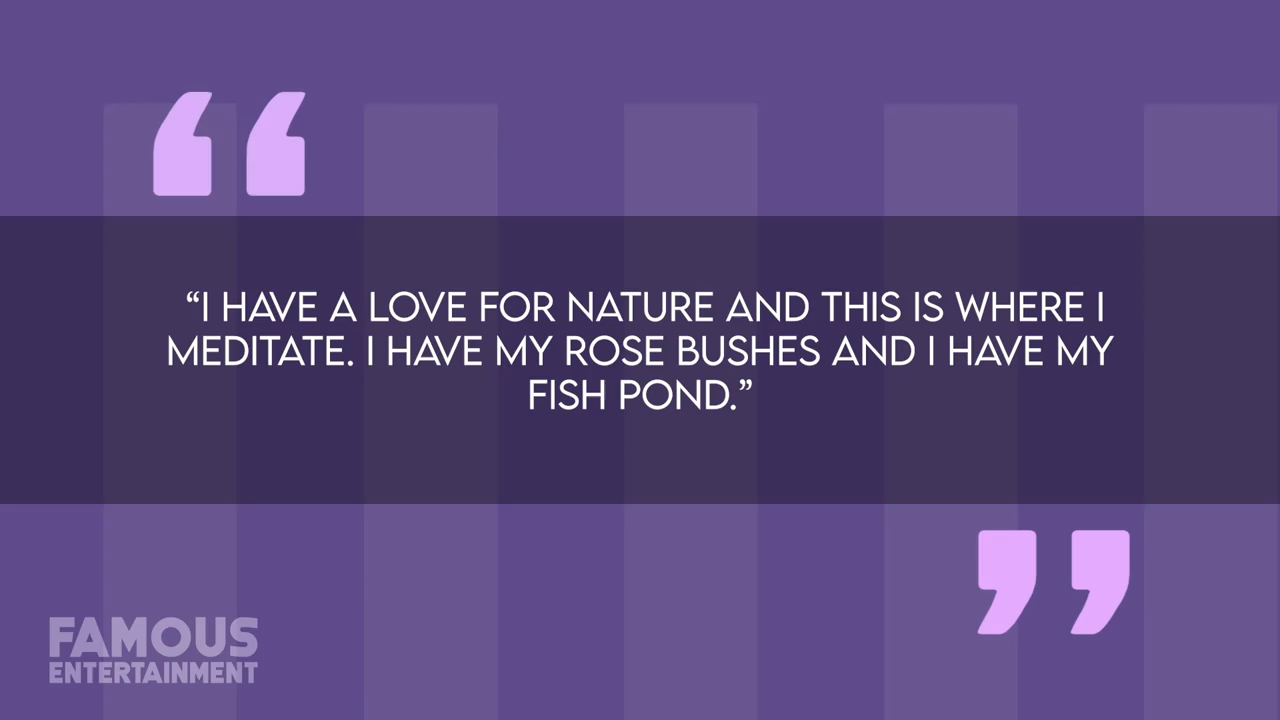 “I HAVE A LOVE FOR NATURE AND THIS IS WHERE I
MEDITATE. I HAVE MY ROSE BUSHES AND I HAVE MY
FISH POND.”
FAMOUS
ENTERTAINMENT